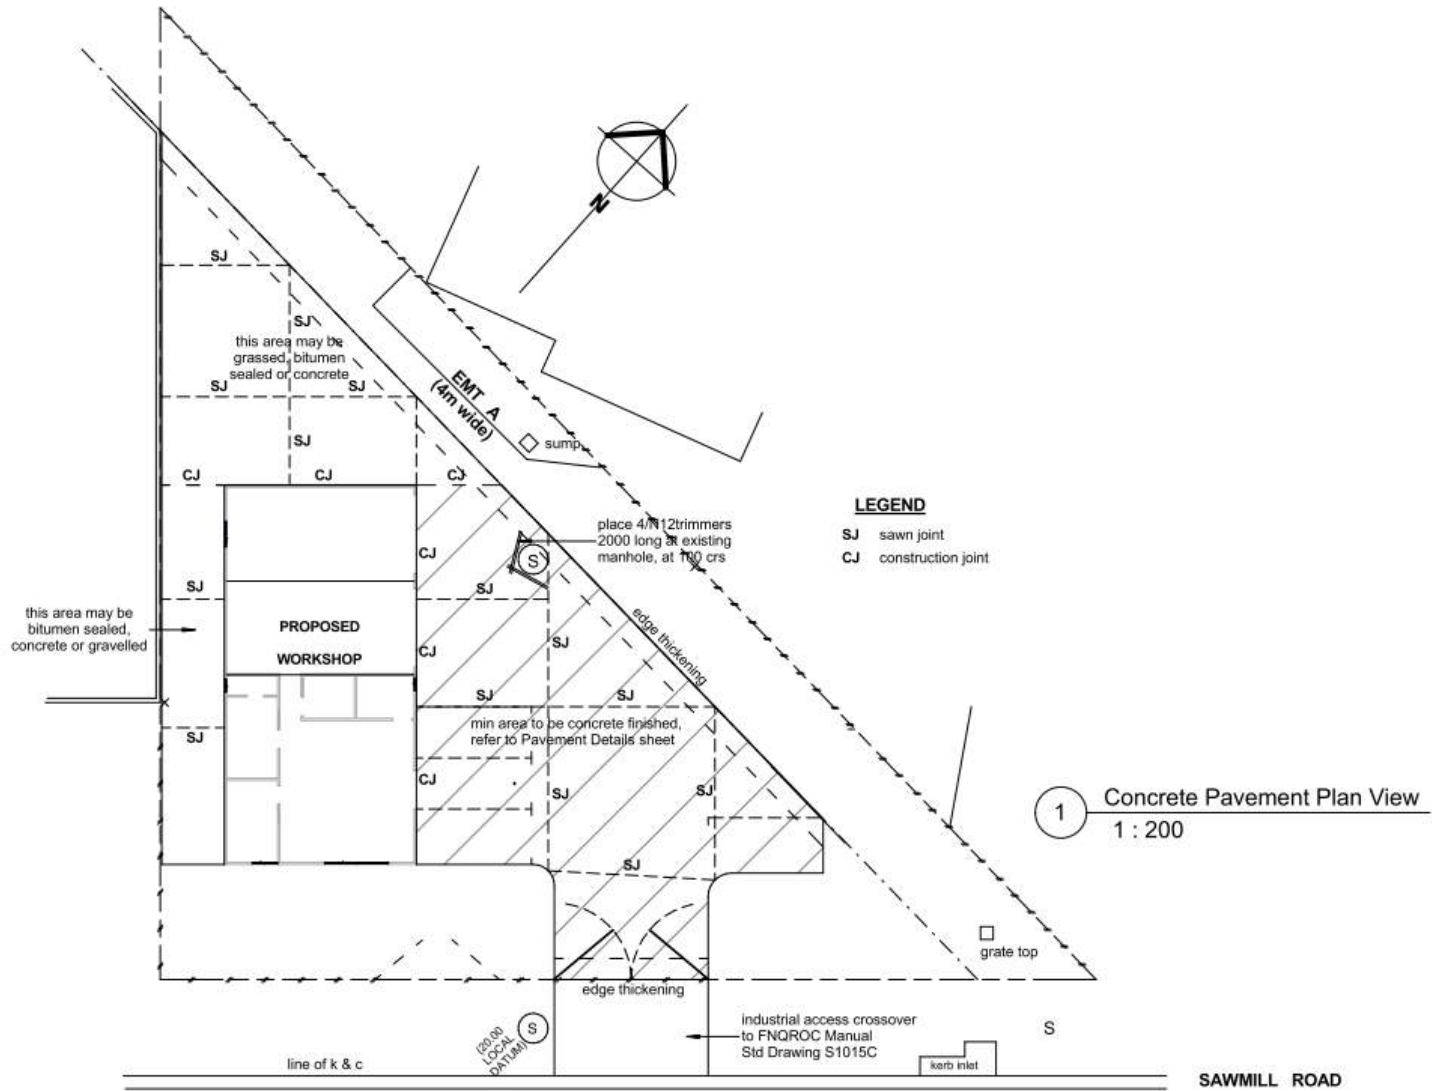 N
SJ
SJ
this area may be
grassed, bitumen
sealed or concrete
SJ
SJ
EMT A
(4m wide)
SJ
sump
CJ
CJ
CJ
LEGEND
SJ sawn joint
CJ construction joint
place 4/N12trimmers
2000 long at existing
manhole, at 100 crs
S
CJ
SJ
SJ
this area may be
bitumen sealed,
concrete or gravelled
PROPOSED
WORKSHOP
edge thickening
CJ
SJ
SJ
SJ
min area to be concrete finished,
refer to Pavement Details sheet
SJ
CJ
SJ
SJ
1
Concrete Pavement Plan View
1 : 200
SJ
grate top
edge thickening
(20.00
LOCAL
DATUM)
S
industrial access crossover
to FNQROC Manual
Std Drawing S1015C
S
line of k & c
kerb inlet
SAWMILL ROAD